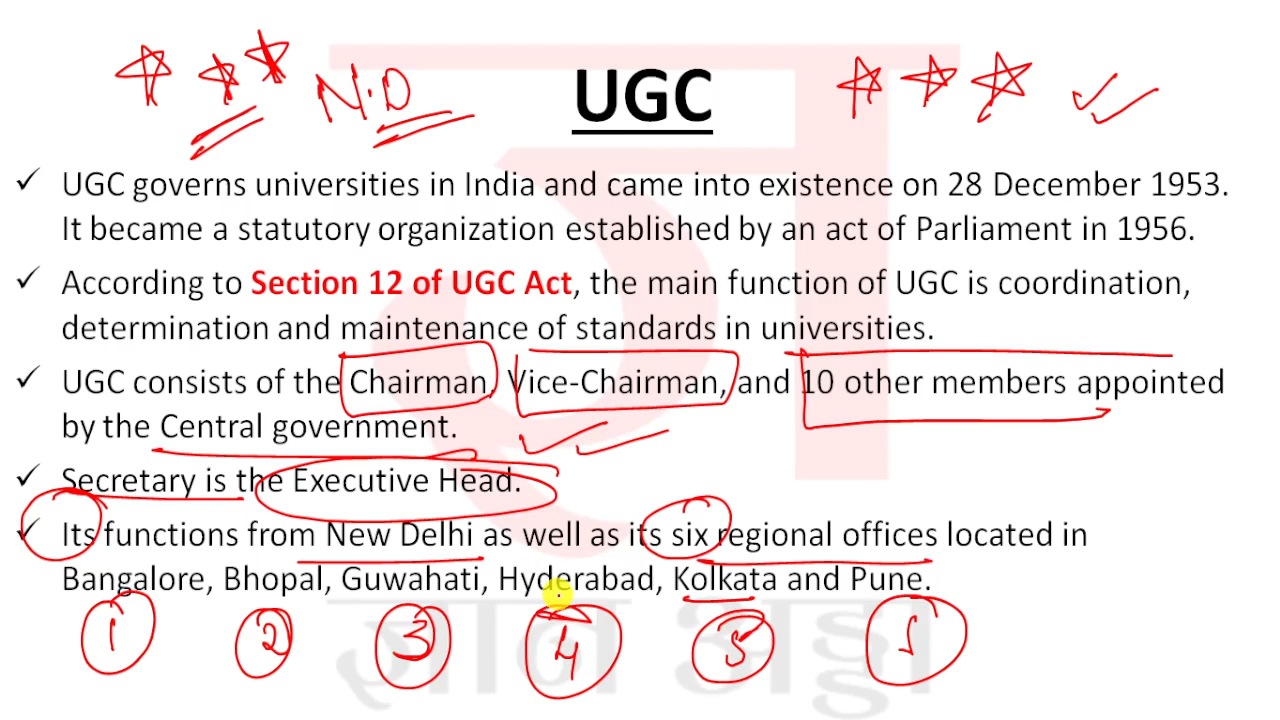 N.D
UGC
✓ UGC governs universities in India and came into existence on 28 December 1953.
It became a statutory organization established by an act of Parliament in 1956.
✓ According to Section 12 of UGC Act, the main function of UGC is coordination,
determination and maintenance of standards in universities.
✓ UGC consists of the Chairman, Vice-Chairman, and 10 other members appointed
by the Central government.
✓ Secretary is the Executive Head.
✓ Its functions from New Delhi as well as its six regional offices located in
Bangalore, Bhopal, Guwahati, Hyderabad, Kolkata and Pune.
1 2 3 4 5
ज्ञान अड्डा